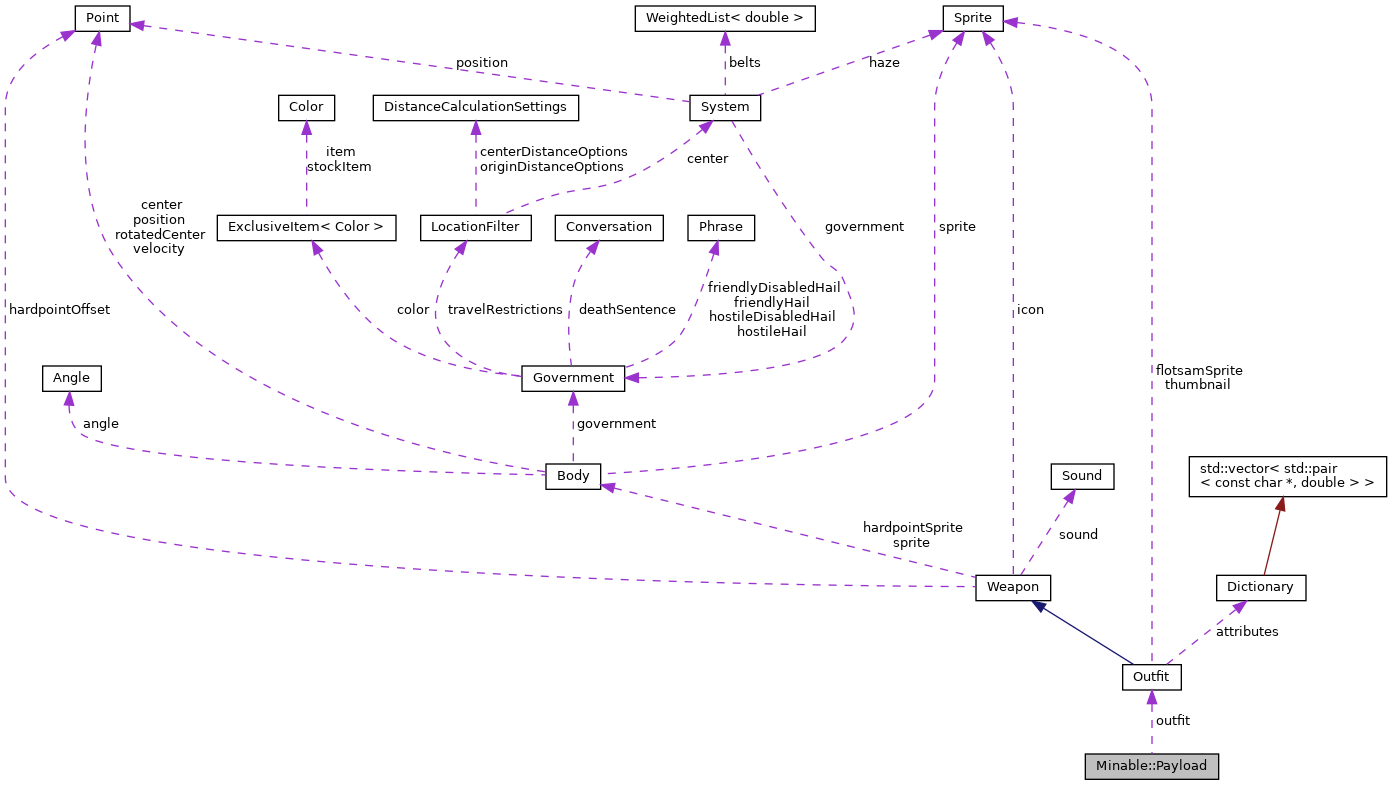 Point
WeightedList< double >
Sprite
position
belts
haze
Color
DistanceCalculationSettings
System
item
stockItem
centerDistanceOptions
originDistanceOptions
center
center
position
rotatedCenter
velocity
ExclusiveItem< Color >
LocationFilter
Conversation
Phrase
government
sprite
hardpointOffset
color
travelRestrictions
deathSentence
friendlyDisabledHail
friendlyHail
hostileDisabledHail
hostileHail
icon
Angle
Government
flotsamSprite
thumbnail
angle
government
Body
Sound
std::vector< std::pair
< const char *, double > >
hardpointSprite
sprite
sound
Weapon
Dictionary
attributes
Outfit
outfit
Minable::Payload